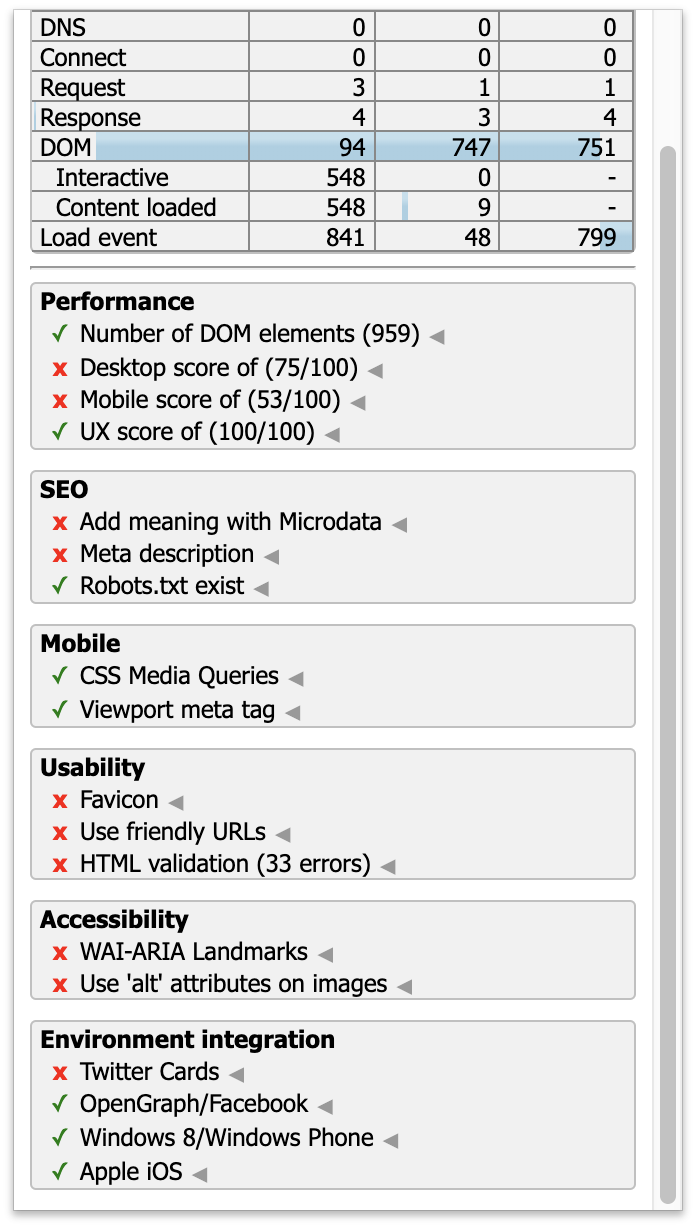 DNS 0 0 0
Connect 0 0 0
Request 3 1 1
Response 4 3 4
DOM 94 747 751
Interactive 548 0 -
Content loaded 548 9 -
Load event 841 48 799
Performance
✓ Number of DOM elements (959) ◀
x Desktop score of (75/100) ◀
x Mobile score of (53/100) ◀
✓ UX score of (100/100) ◀
SEO
x Add meaning with Microdata ◀
x Meta description ◀
✓ Robots.txt exist ◀
Mobile
✓ CSS Media Queries ◀
✓ Viewport meta tag ◀
Usability
x Favicon ◀
x Use friendly URLs ◀
x HTML validation (33 errors) ◀
Accessibility
x WAI-ARIA Landmarks ◀
x Use 'alt' attributes on images ◀
Environment integration
x Twitter Cards ◀
✓ OpenGraph/Facebook ◀
✓ Windows 8/Windows Phone ◀
✓ Apple iOS ◀